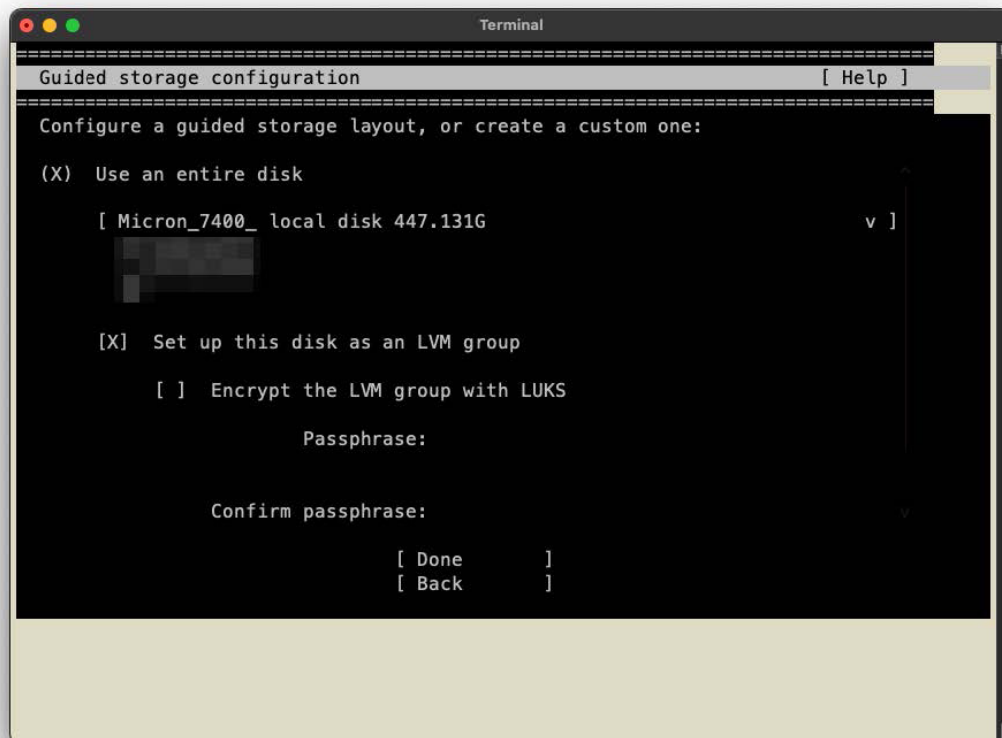 Terminal
================================================================================
Guided storage configuration [ Help ]
================================================================================
Configure a guided storage layout, or create a custom one:
(X) Use an entire disk
[ Micron_7400_ local disk 447.131G v ]
[X] Set up this disk as an LVM group
[ ] Encrypt the LVM group with LUKS
Passphrase:
Confirm passphrase:
[ Done ]
[ Back ]